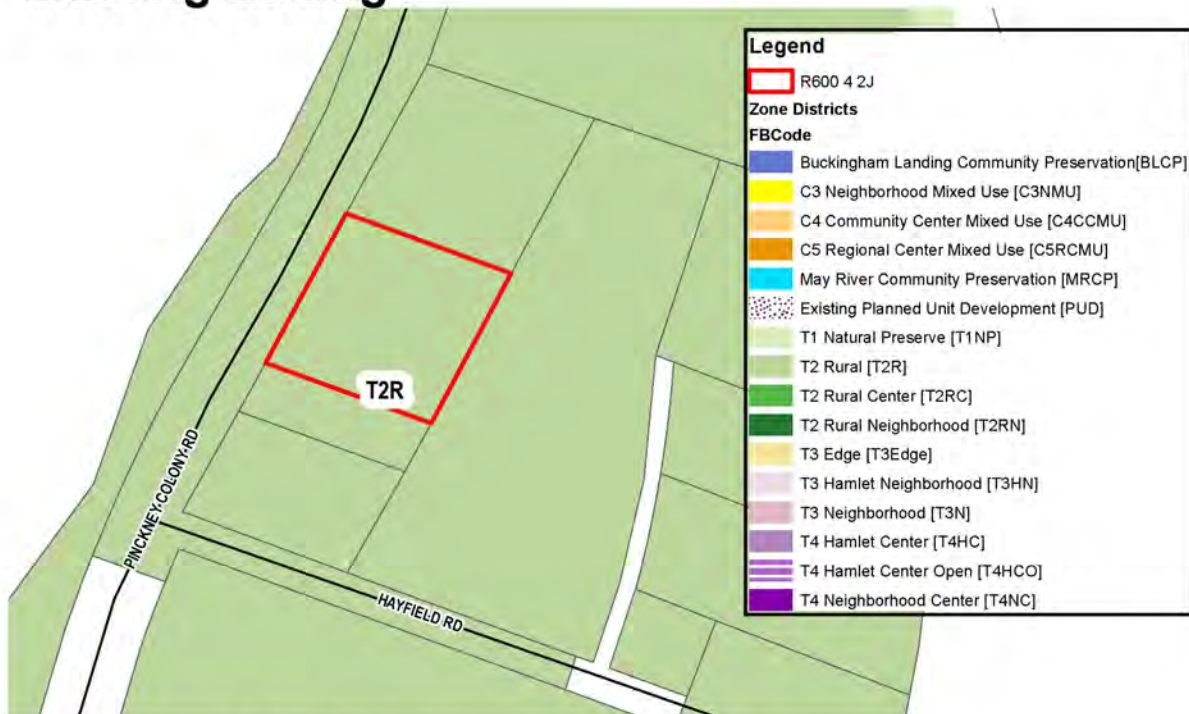 Legend
R600 4 2J
Zone Districts
FBCode
Buckingham Landing Community Preservation[BLCP]
C3 Neighborhood Mixed Use [C3NMU]
C4 Community Center Mixed Use [C4CCMU]
C5 Regional Center Mixed Use [C5RCMU]
May River Community Preservation [MRCP]
Existing Planned Unit Development [PUD]
T1 Natural Preserve [T1NP]
T2 Rural [T2R]
T2 Rural Center [T2RC]
T2 Rural Neighborhood [T2RN]
T3 Edge [T3Edge]
T3 Hamlet Neighborhood [T3HN]
T3 Neighborhood [T3N]
T4 Hamlet Center [T4HC]
T4 Hamlet Center Open [T4HCO]
T4 Neighborhood Center [T4NC]
T2R
PINCKNEY COLONY RD
HAYFIELD RD